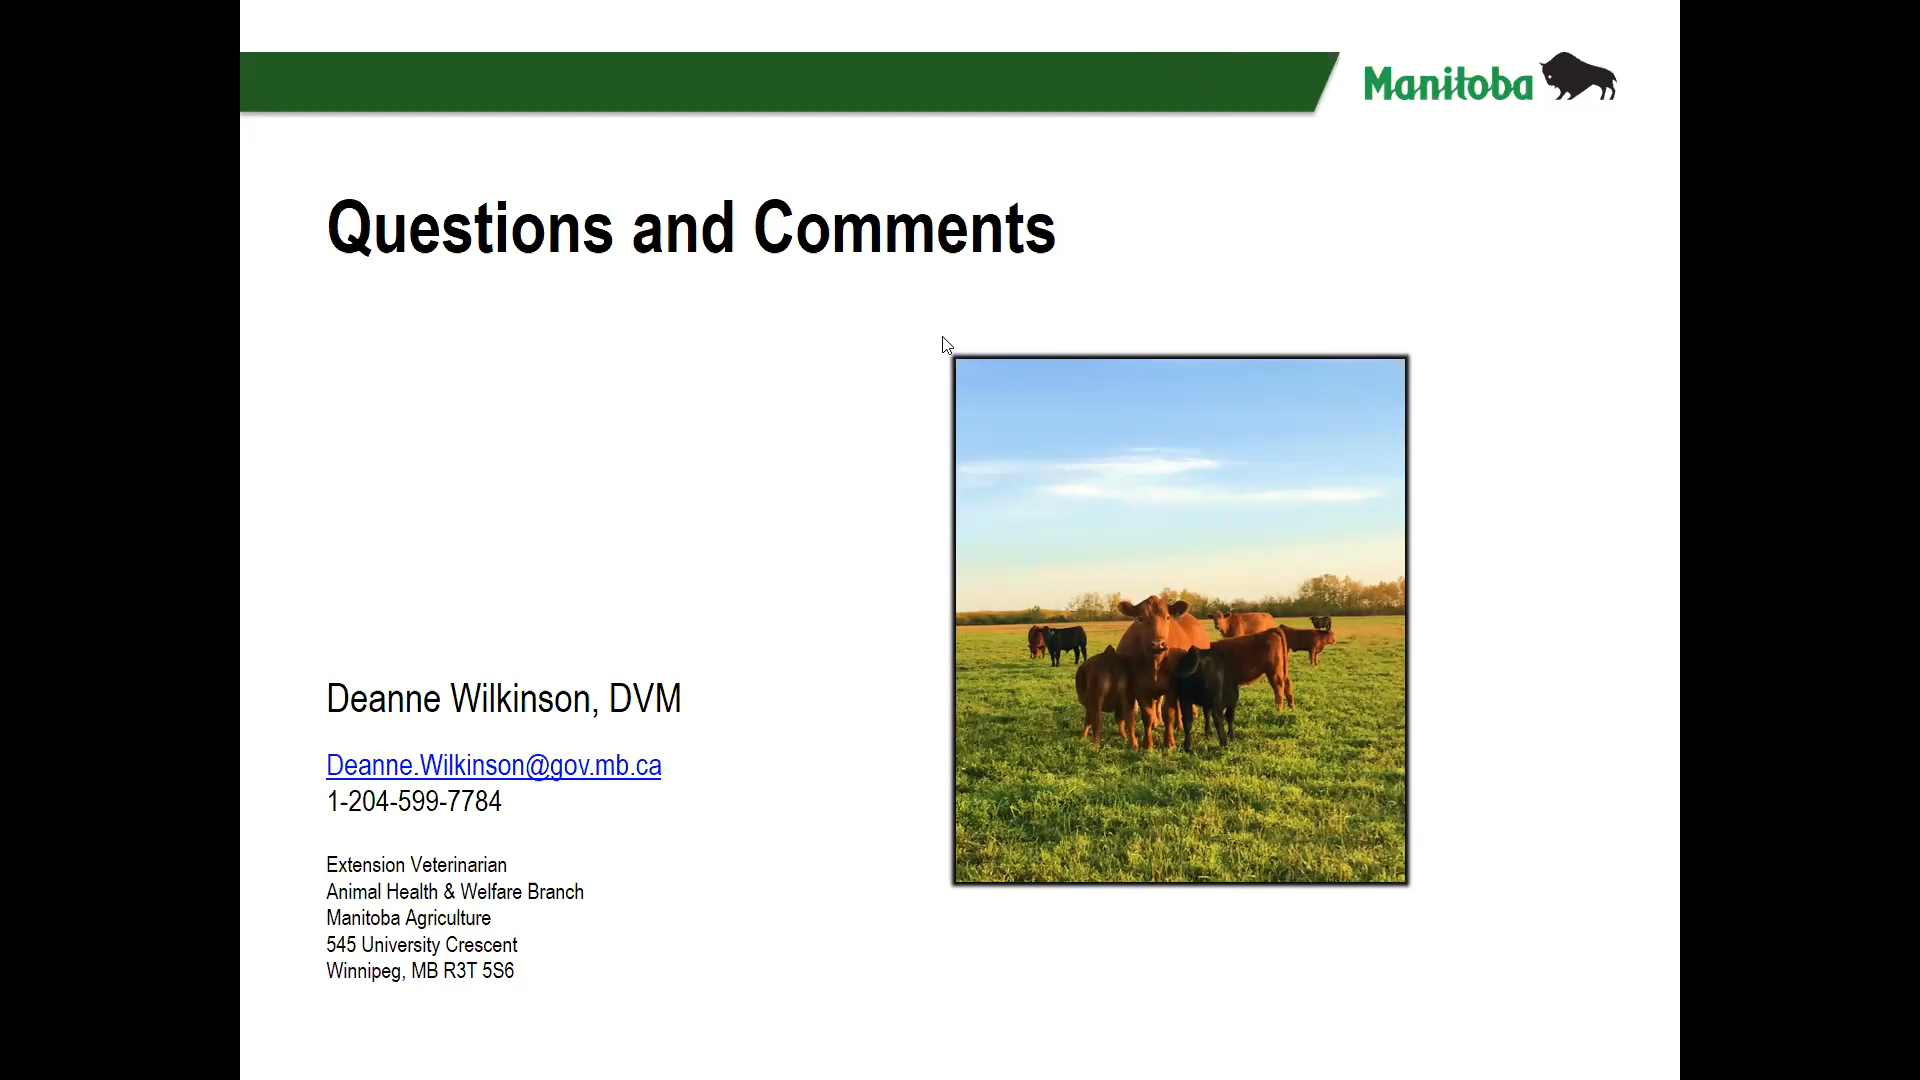 Manitoba
Questions and Comments
Deanne Wilkinson, DVM
Deanne.Wilkinson@gov.mb.ca
1-204-599-7784
Extension Veterinarian
Animal Health & Welfare Branch
Manitoba Agriculture
545 University Crescent
Winnipeg, MB R3T 5S6